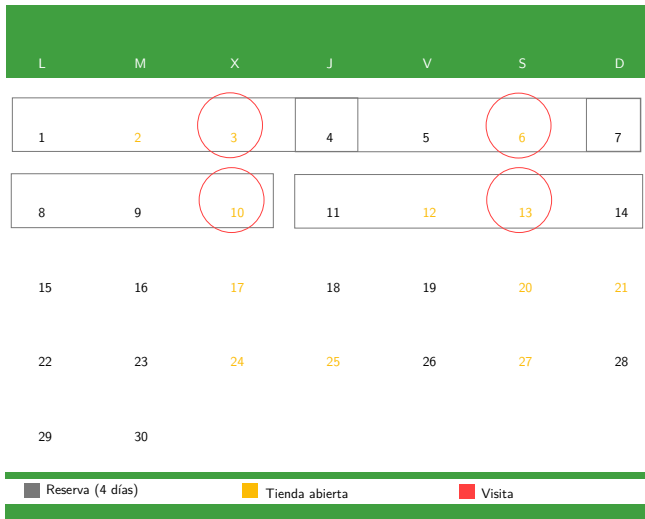 L M X J V S D
1 2 3 4 5 6 7
8 9 10 11 12 13 14
15 16 17 18 19 20 21
22 23 24 25 26 27 28
29 30
Reserva (4 días) Tienda abierta Visita